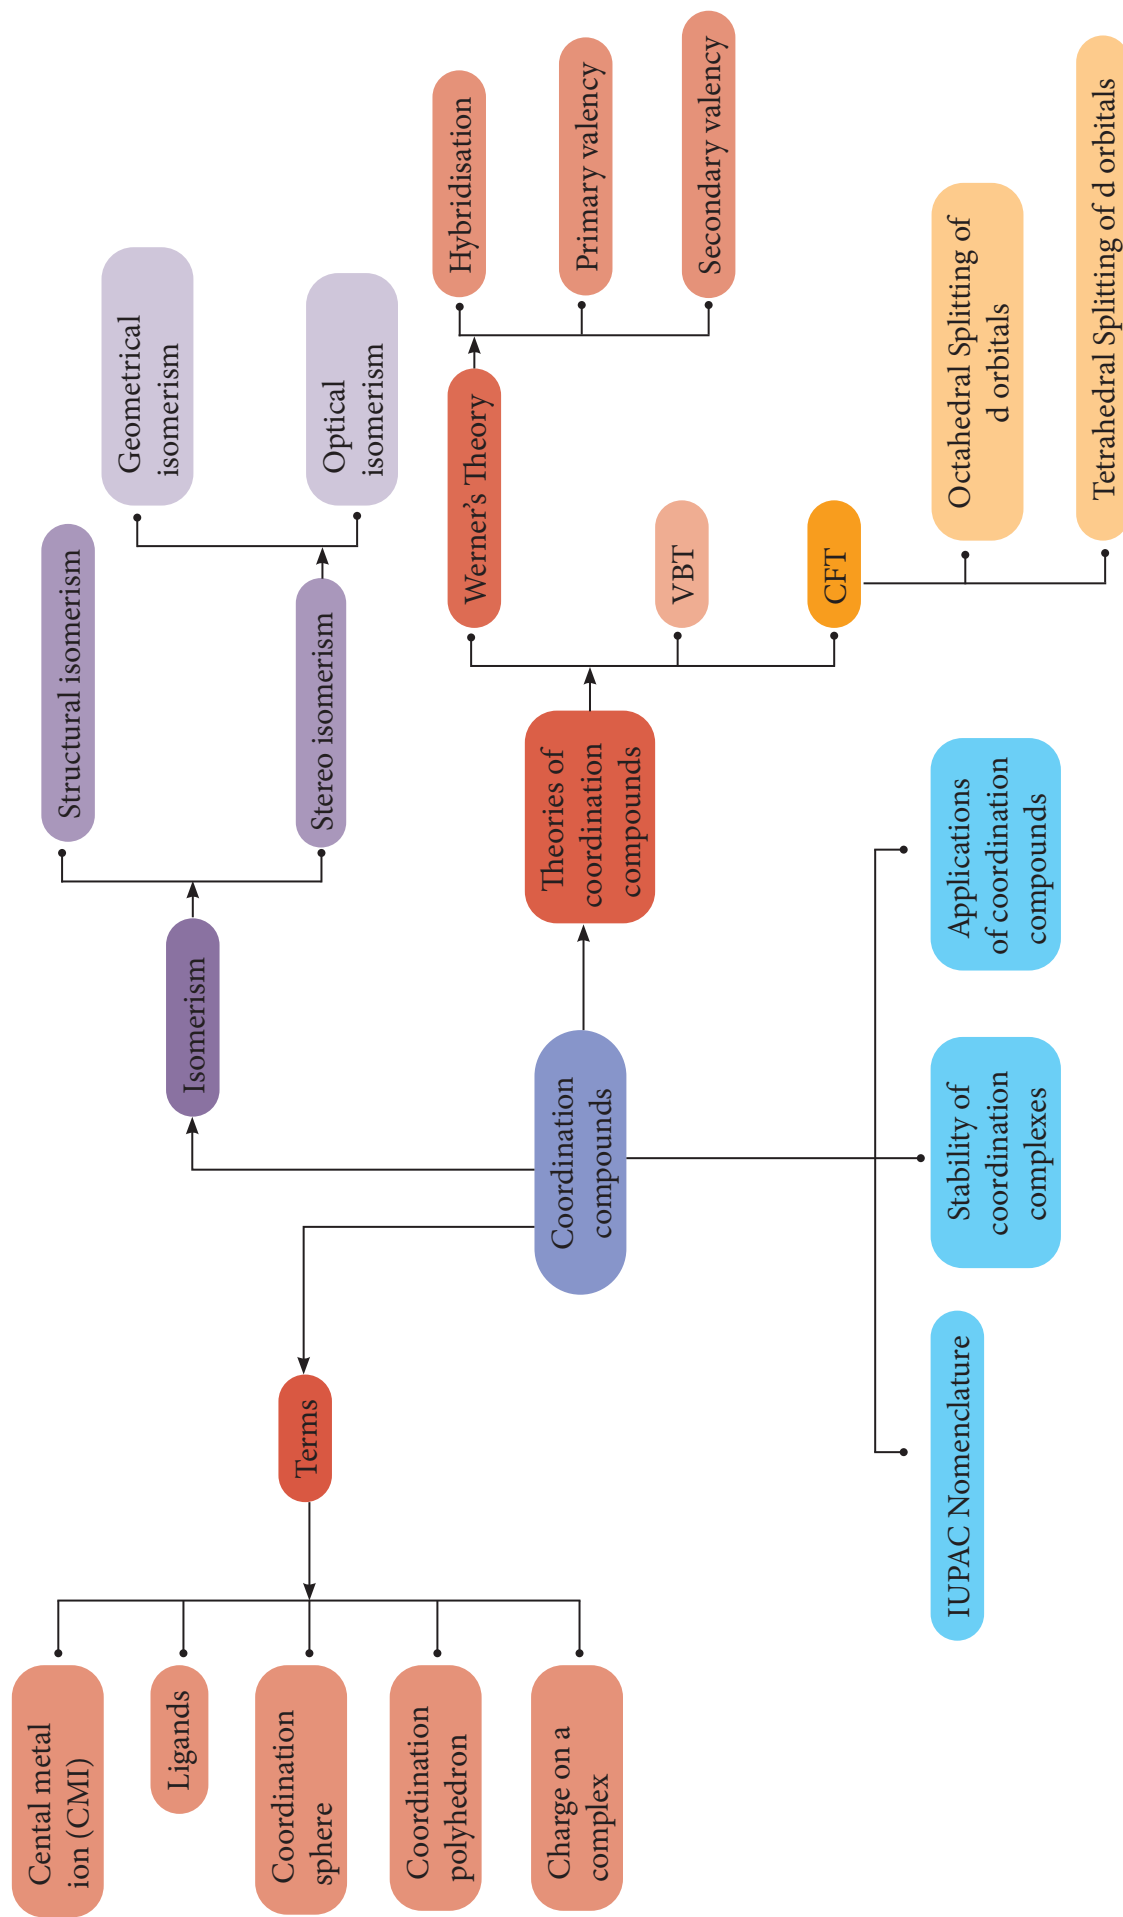 Cental metal
ion (CMI)
Ligands
Coordination
sphere
Coordination
polyhedron
Charge on a
complex
Terms
Isomerism
Structural isomerism
Stereo isomerism
Geometrical
isomerism
Optical
isomerism
Coordination
compounds
Theories of
coordination
compounds
Werner's Theory
VBT
CFT
Hybridisation
Primary valency
Secondary valency
Octahedral Splitting of
d orbitals
Tetrahedral Splitting of d orbitals
IUPAC Nomenclature
Stability of
coordination
complexes
Applications
of coordination
compounds